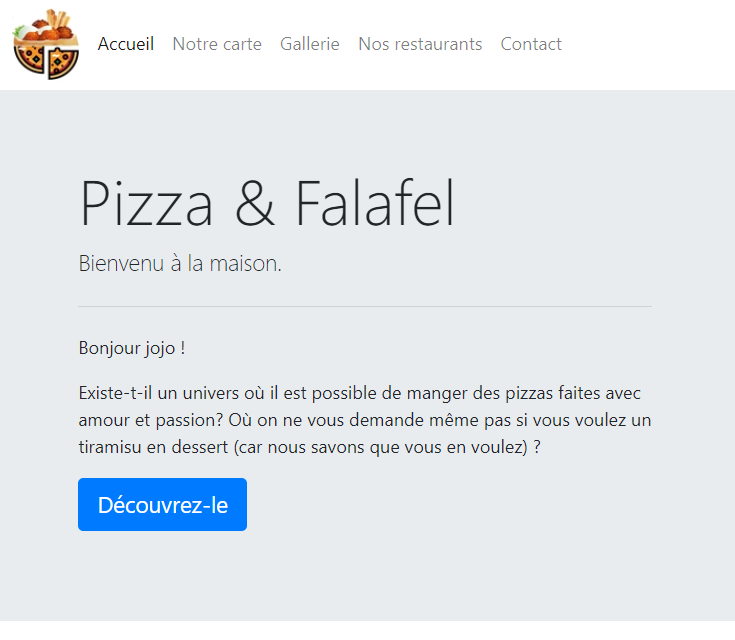 Accueil Notre carte Gallerie Nos restaurants Contact
Pizza & Falafel
Bienvenu à la maison.
Bonjour jojo !
Existe-t-il un univers où il est possible de manger des pizzas faites avec
amour et passion? Où on ne vous demande même pas si vous voulez un
tiramisu en dessert (car nous savons que vous en voulez) ?
Découvrez-le